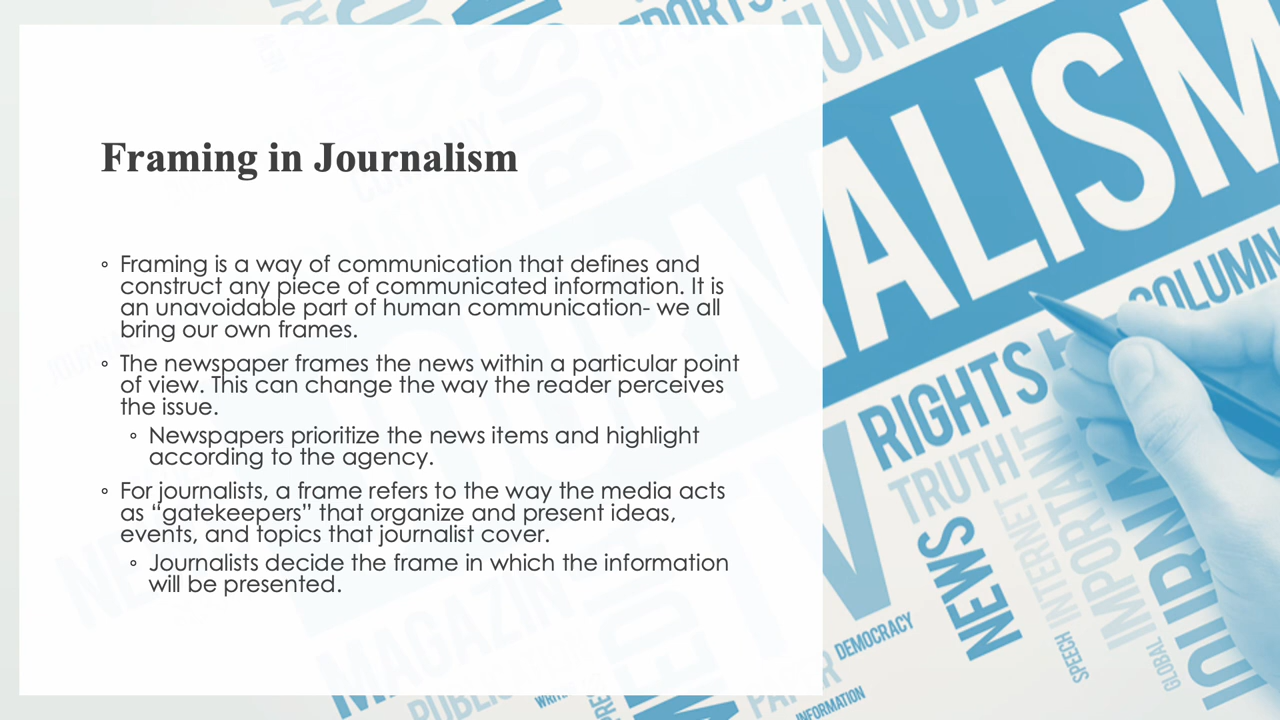 Framing in Journalism
◦ Framing is a way of communication that defines and
construct any piece of communicated information. It is
an unavoidable part of human communication- we all
bring our own frames.
◦ The newspaper frames the news within a particular point
of view. This can change the way the reader perceives
the issue.
◦ Newspapers prioritize the news items and highlight
according to the agency.
◦ For journalists, a frame refers to the way the media acts
as “gatekeepers” that organize and present ideas,
events, and topics that journalist cover.
◦ Journalists decide the frame in which the information
will be presented.
REPORTS
COMMUNICA
ALISM
COLUMN
RIGHTS
TRUTH
NEWS
INTERNET
IMPORTANT
SPEECH
GLOBAL
DEMOCRACY
INFORMATION
MAGAZIN